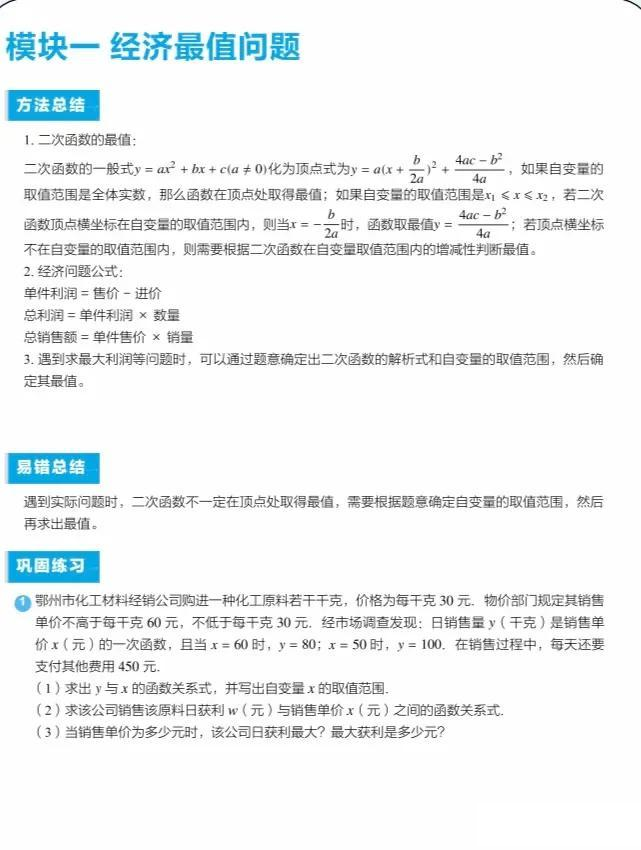 模块一 经济最值问题
方法总结
1. 二次函数的最值：
二次函数的一般式y = ax² + bx + c(a ≠ 0)化为顶点式为y = a(x + b/2a)² + (4ac − b²)/4a，如果自变量的
取值范围是全体实数，那么函数在顶点处取得最值；如果自变量的取值范围是x₁ ⩽ x ⩽ x₂，若二次
函数顶点横坐标在自变量的取值范围内，则当x = −b/2a时，函数取最值y = (4ac − b²)/4a；若顶点横坐标
不在自变量的取值范围内，则需要根据二次函数在自变量取值范围内的增减性判断最值。
2. 经济问题公式：
单件利润 = 售价 − 进价
总利润 = 单件利润 × 数量
总销售额 = 单件售价 × 销量
3. 遇到求最大利润等问题时，可以通过题意确定出二次函数的解析式和自变量的取值范围，然后确
定其最值。
易错总结
遇到实际问题时，二次函数不一定在顶点处取得最值，需要根据题意确定自变量的取值范围，然后
再求出最值。
巩固练习
1 鄂州市化工材料经销公司购进一种化工原料若干千克，价格为每千克 30 元．物价部门规定其销售
单价不高于每千克 60 元，不低于每千克 30 元．经市场调查发现：日销售量 y（千克）是销售单
价 x（元）的一次函数，且当 x = 60 时，y = 80；x = 50 时，y = 100．在销售过程中，每天还要
支付其他费用 450 元．
（1）求出 y 与 x 的函数关系式，并写出自变量 x 的取值范围．
（2）求该公司销售该原料日获利 w（元）与销售单价 x（元）之间的函数关系式．
（3）当销售单价为多少元时，该公司日获利最大？最大获利是多少元？